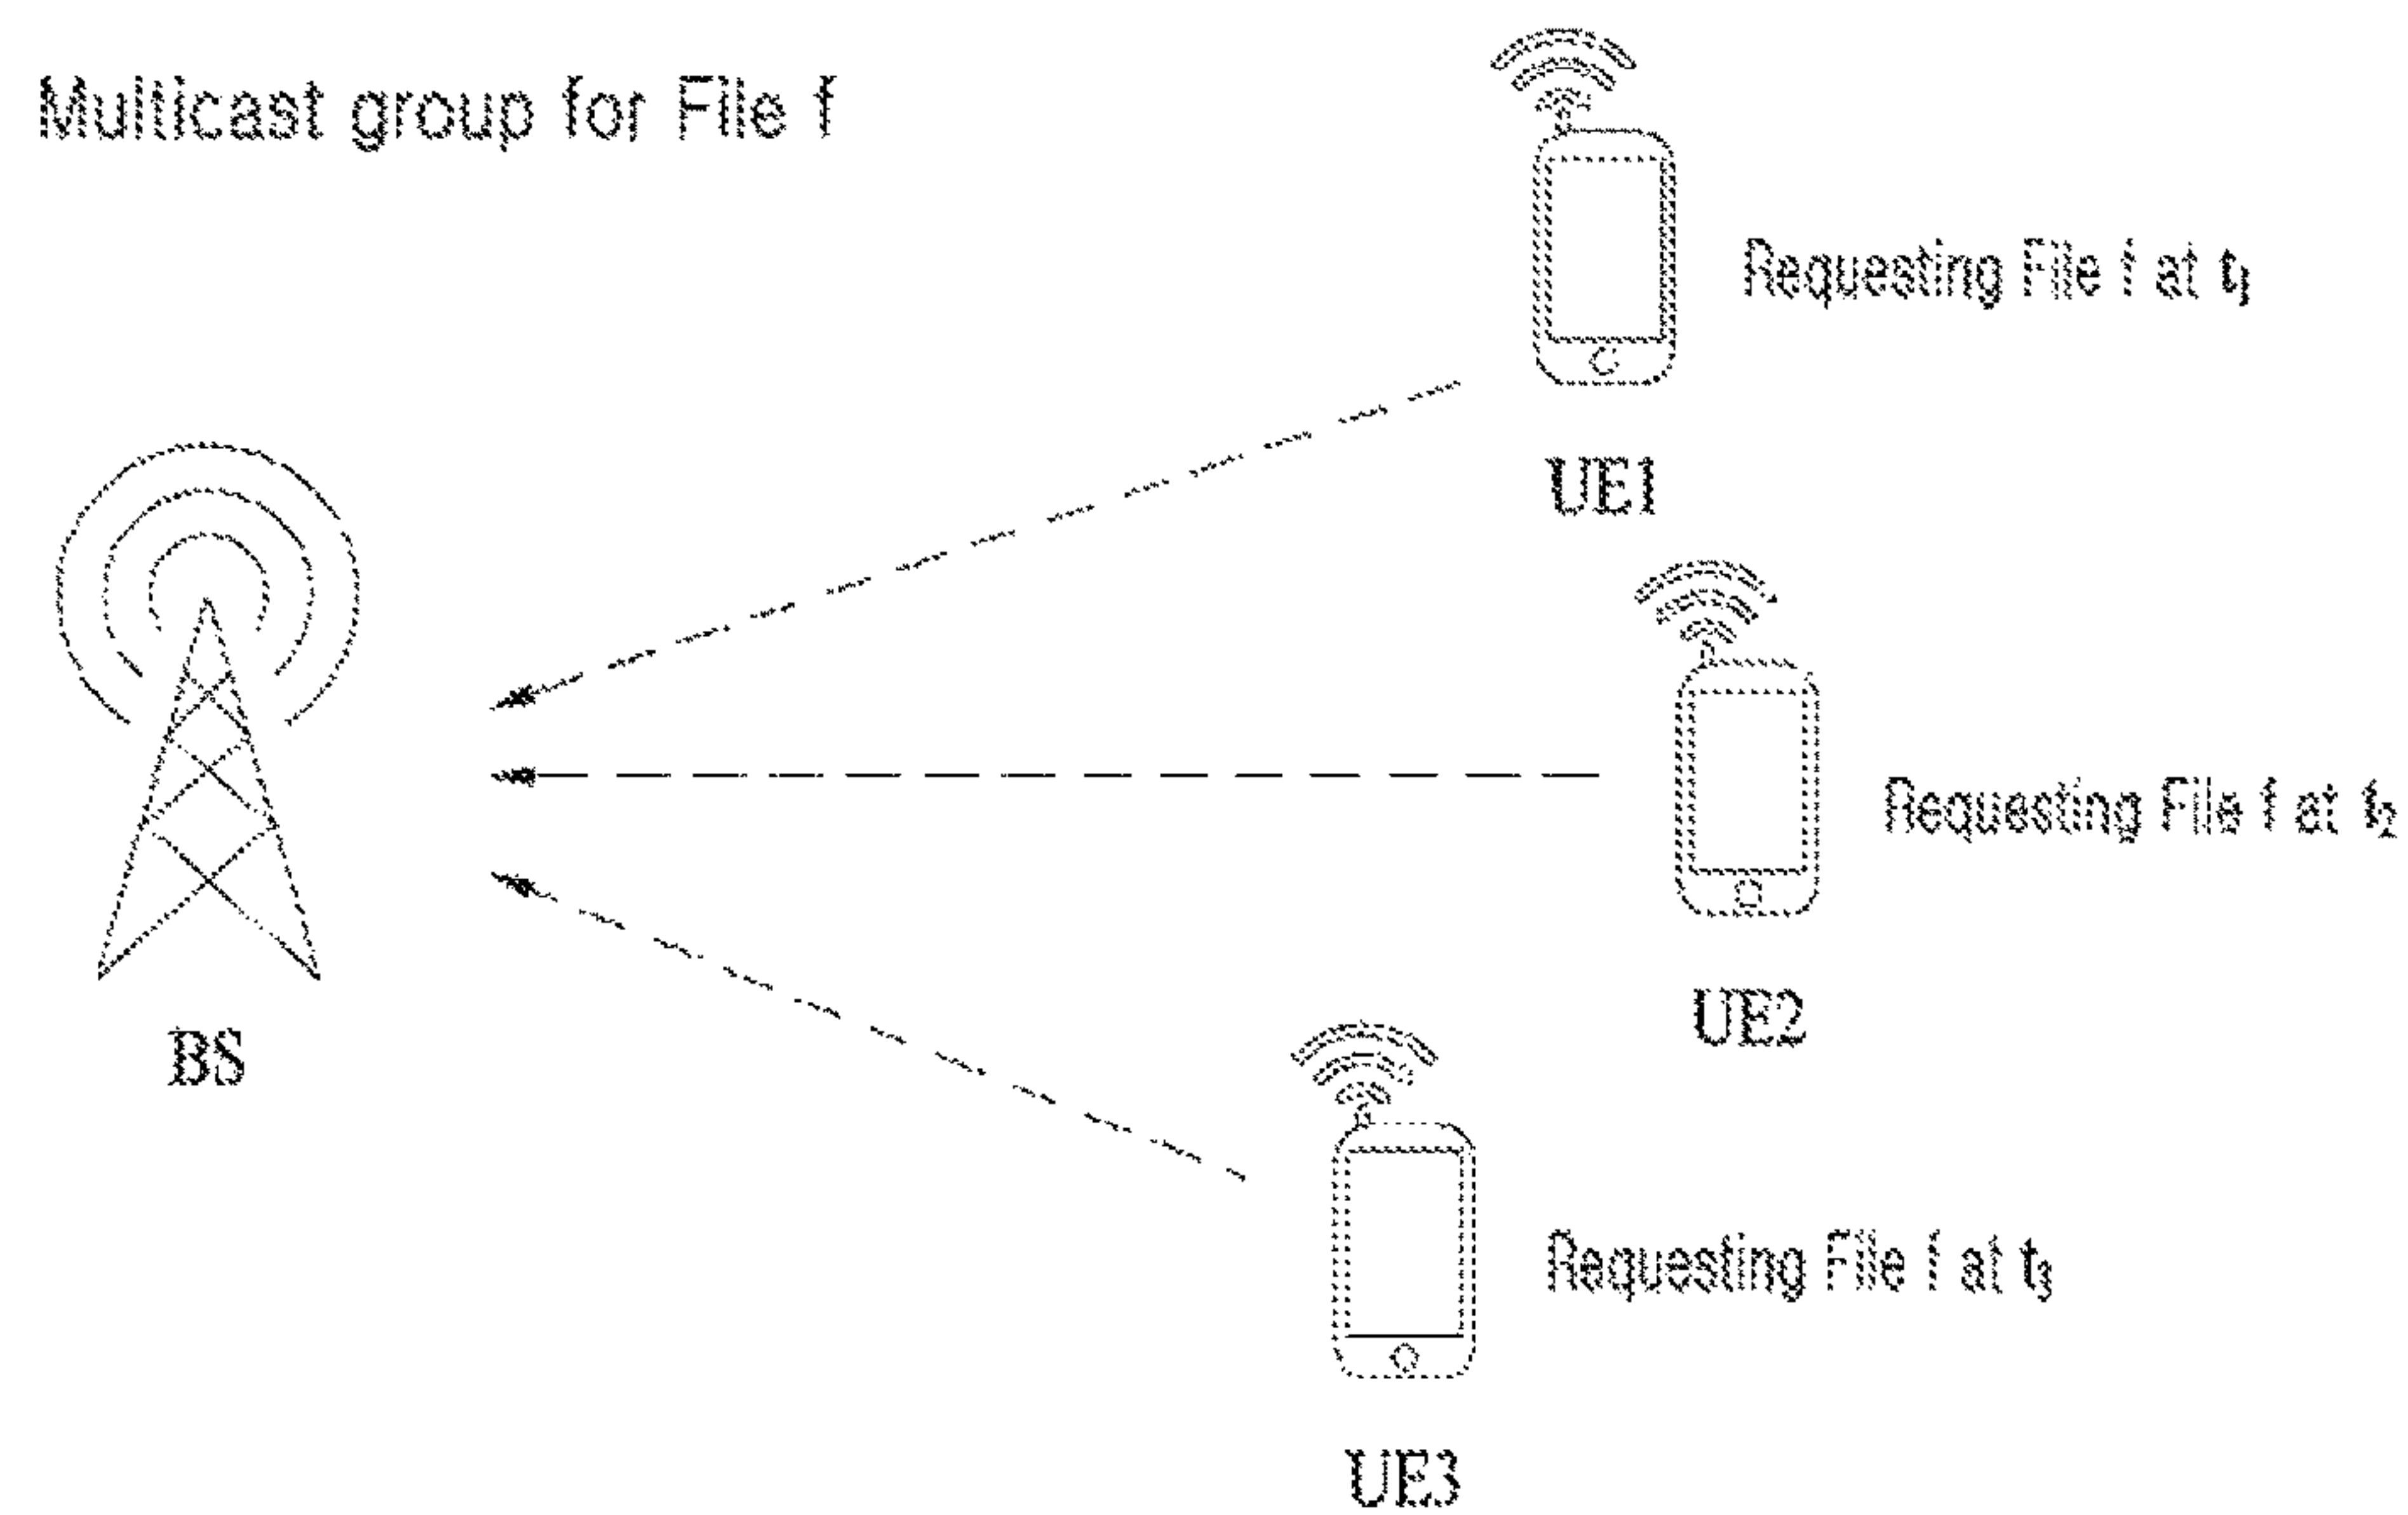 Multicast group for File f
Requesting File f at t₁
UE1
Requesting File f at t₂
UE2
BS
Requesting File f at t₃
UE3